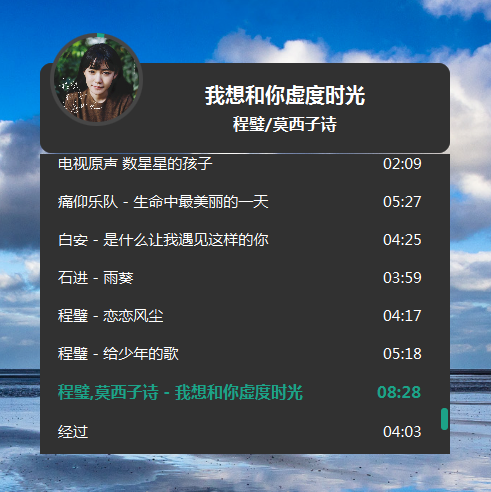 我想和你虚度时光
程璧/莫西子诗
电视原声 数星星的孩子 02:09
痛仰乐队 - 生命中最美丽的一天 05:27
白安 - 是什么让我遇见这样的你 04:25
石进 - 雨葵 03:59
程璧 - 恋恋风尘 04:17
程璧 - 给少年的歌 05:18
程璧,莫西子诗 - 我想和你虚度时光 08:28
经过 04:03